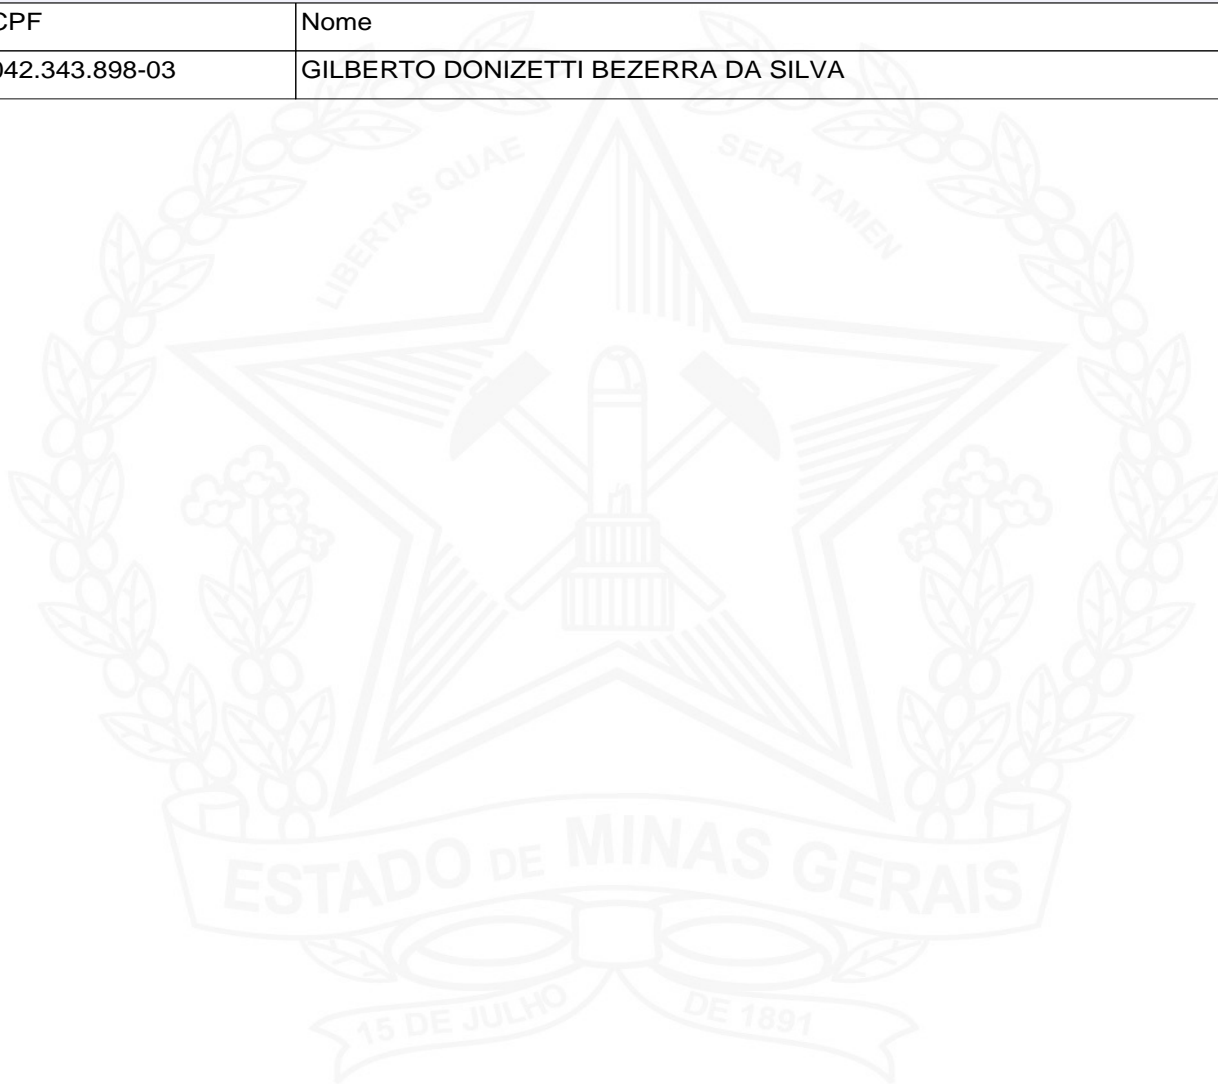 CPF Nome
042.343.898-03 GILBERTO DONIZETTI BEZERRA DA SILVA
LIBERTAS QUAE SERA TAMEN
ESTADO DE MINAS GERAIS
15 DE JULHO DE 1891